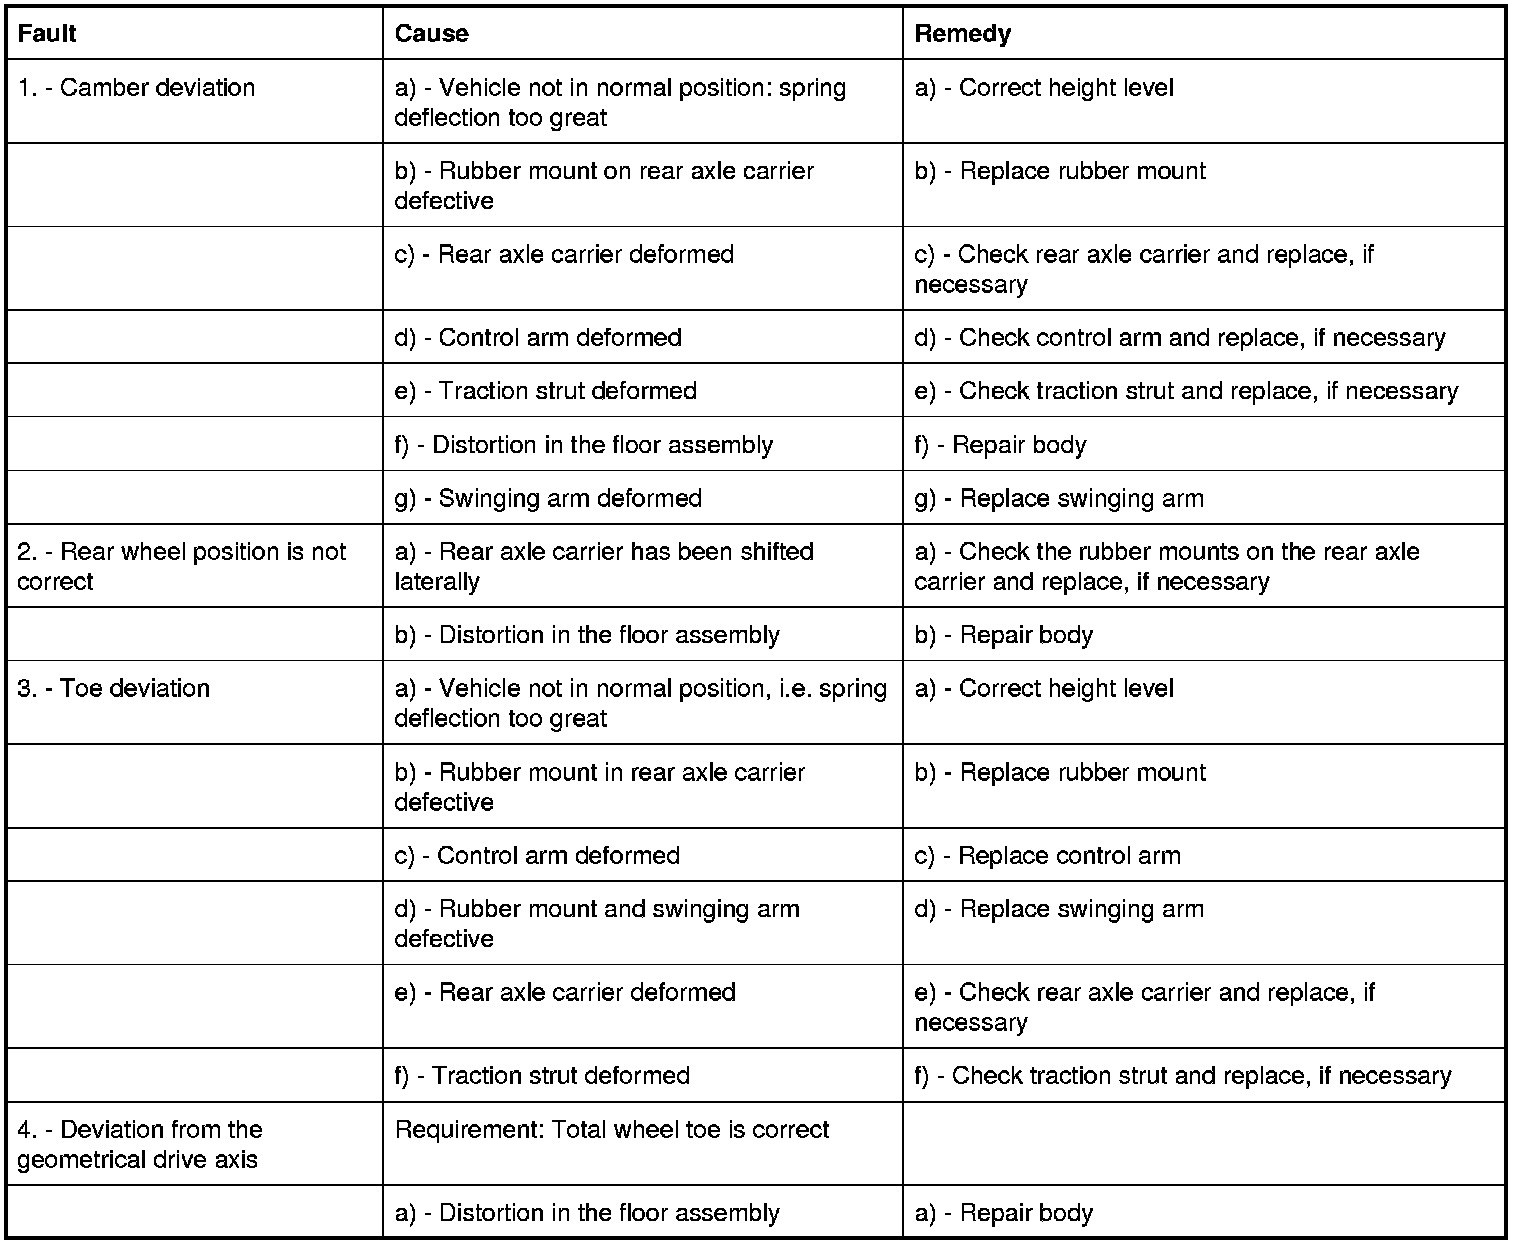 Fault Cause Remedy
1. - Camber deviation a) - Vehicle not in normal position: spring a) - Correct height level
deflection too great
b) - Rubber mount on rear axle carrier b) - Replace rubber mount
defective
c) - Rear axle carrier deformed c) - Check rear axle carrier and replace, if
necessary
d) - Control arm deformed d) - Check control arm and replace, if necessary
e) - Traction strut deformed e) - Check traction strut and replace, if necessary
f) - Distortion in the floor assembly f) - Repair body
g) - Swinging arm deformed g) - Replace swinging arm
2. - Rear wheel position is not a) - Rear axle carrier has been shifted a) - Check the rubber mounts on the rear axle
correct laterally carrier and replace, if necessary
b) - Distortion in the floor assembly b) - Repair body
3. - Toe deviation a) - Vehicle not in normal position, i.e. spring a) - Correct height level
deflection too great
b) - Rubber mount in rear axle carrier b) - Replace rubber mount
defective
c) - Control arm deformed c) - Replace control arm
d) - Rubber mount and swinging arm d) - Replace swinging arm
defective
e) - Rear axle carrier deformed e) - Check rear axle carrier and replace, if
necessary
f) - Traction strut deformed f) - Check traction strut and replace, if necessary
4. - Deviation from the Requirement: Total wheel toe is correct
geometrical drive axis
a) - Distortion in the floor assembly a) - Repair body